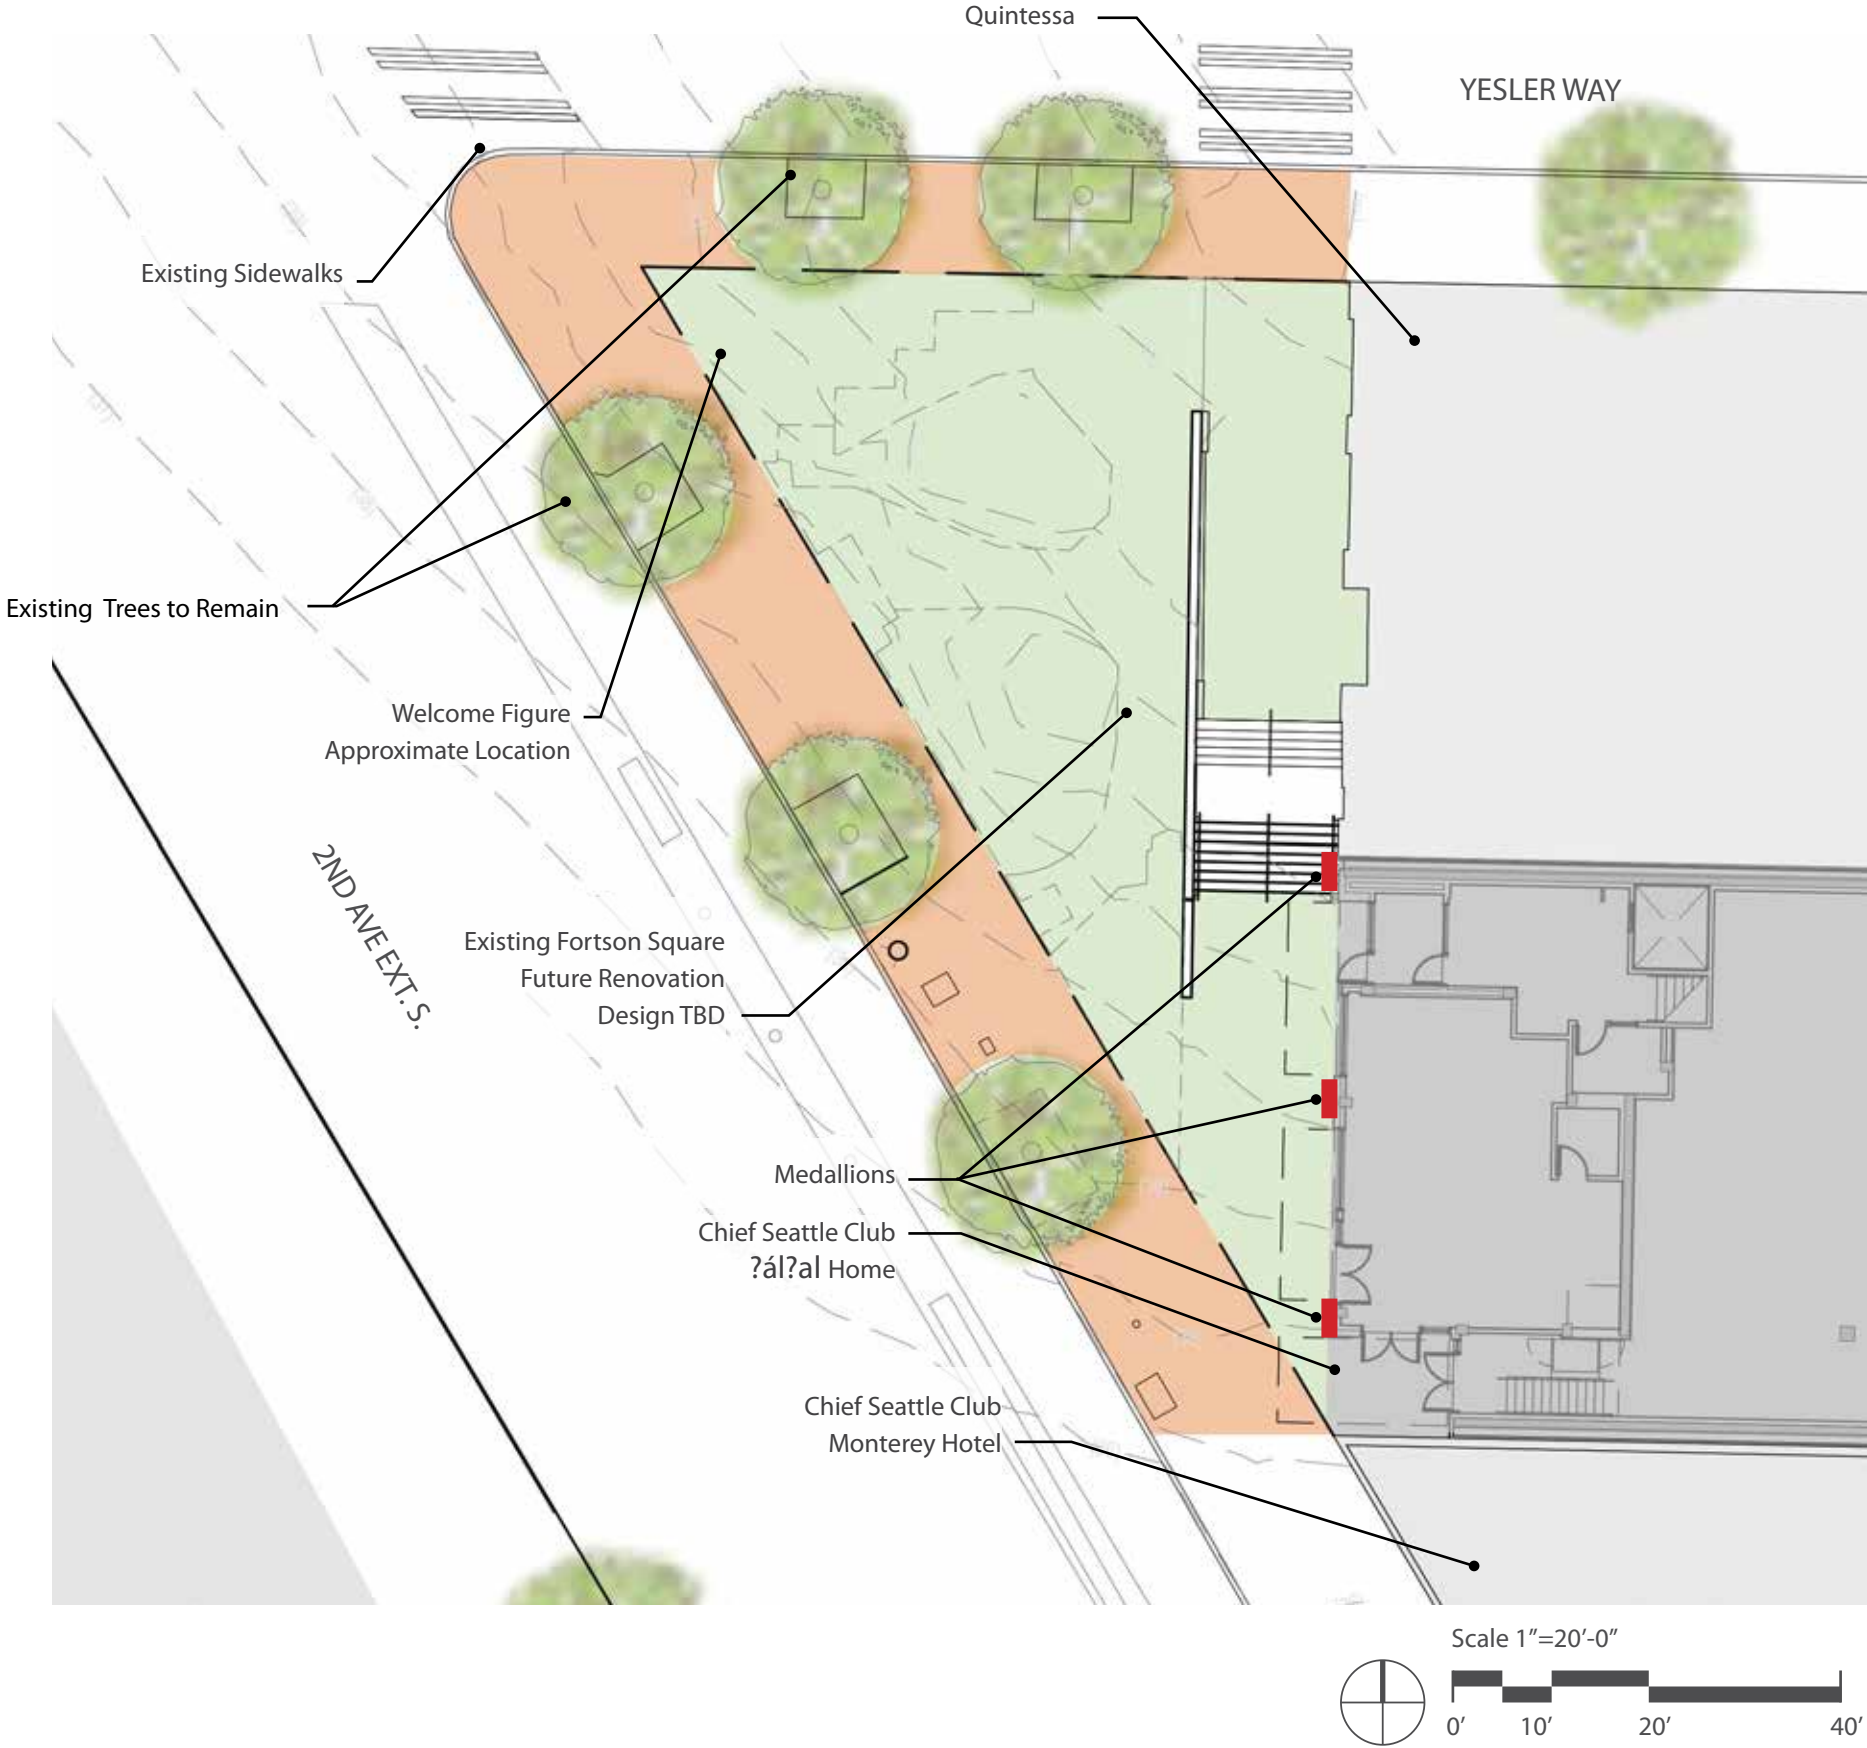 Quintessa
YESLER WAY
Existing Sidewalks
Existing Trees to Remain
Welcome Figure
Approximate Location
2ND AVE EXT. S.
Existing Fortson Square
Future Renovation
Design TBD
Medallions
Chief Seattle Club
?ál?al Home
Chief Seattle Club
Monterey Hotel
Scale 1”=20’-0”
0’ 10’ 20’ 40’